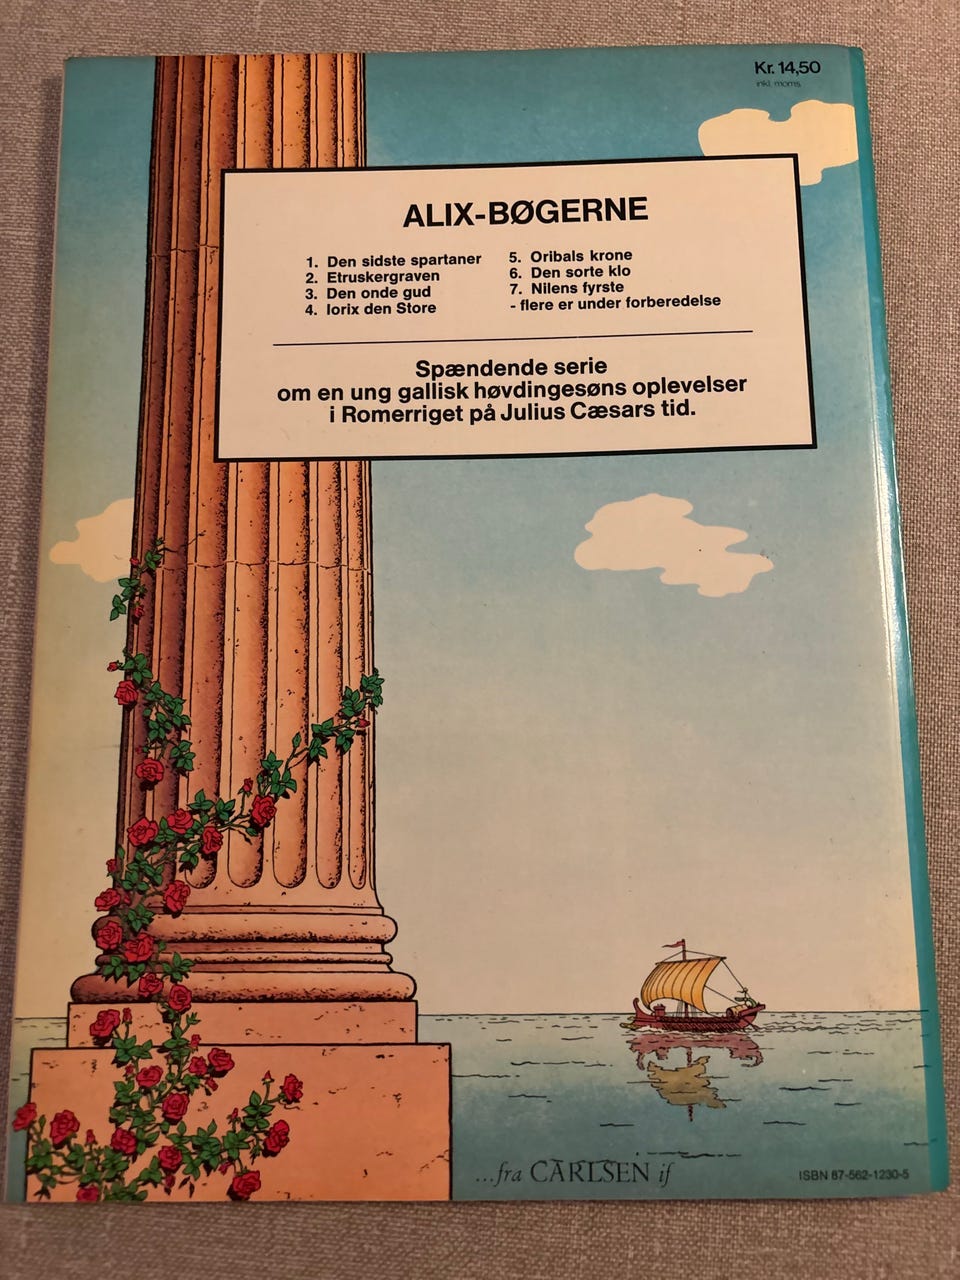 Kr. 14,50
inkl. moms
ALIX-BØGERNE
1. Den sidste spartaner
2. Etruskergraven
3. Den onde gud
4. Iorix den Store
5. Oribals krone
6. Den sorte klo
7. Nilens fyrste
- flere er under forberedelse
Spændende serie
om en ung gallisk høvdingesøns oplevelser
i Romerriget på Julius Cæsars tid.
...fra CARLSEN if
ISBN 87-562-1230-5